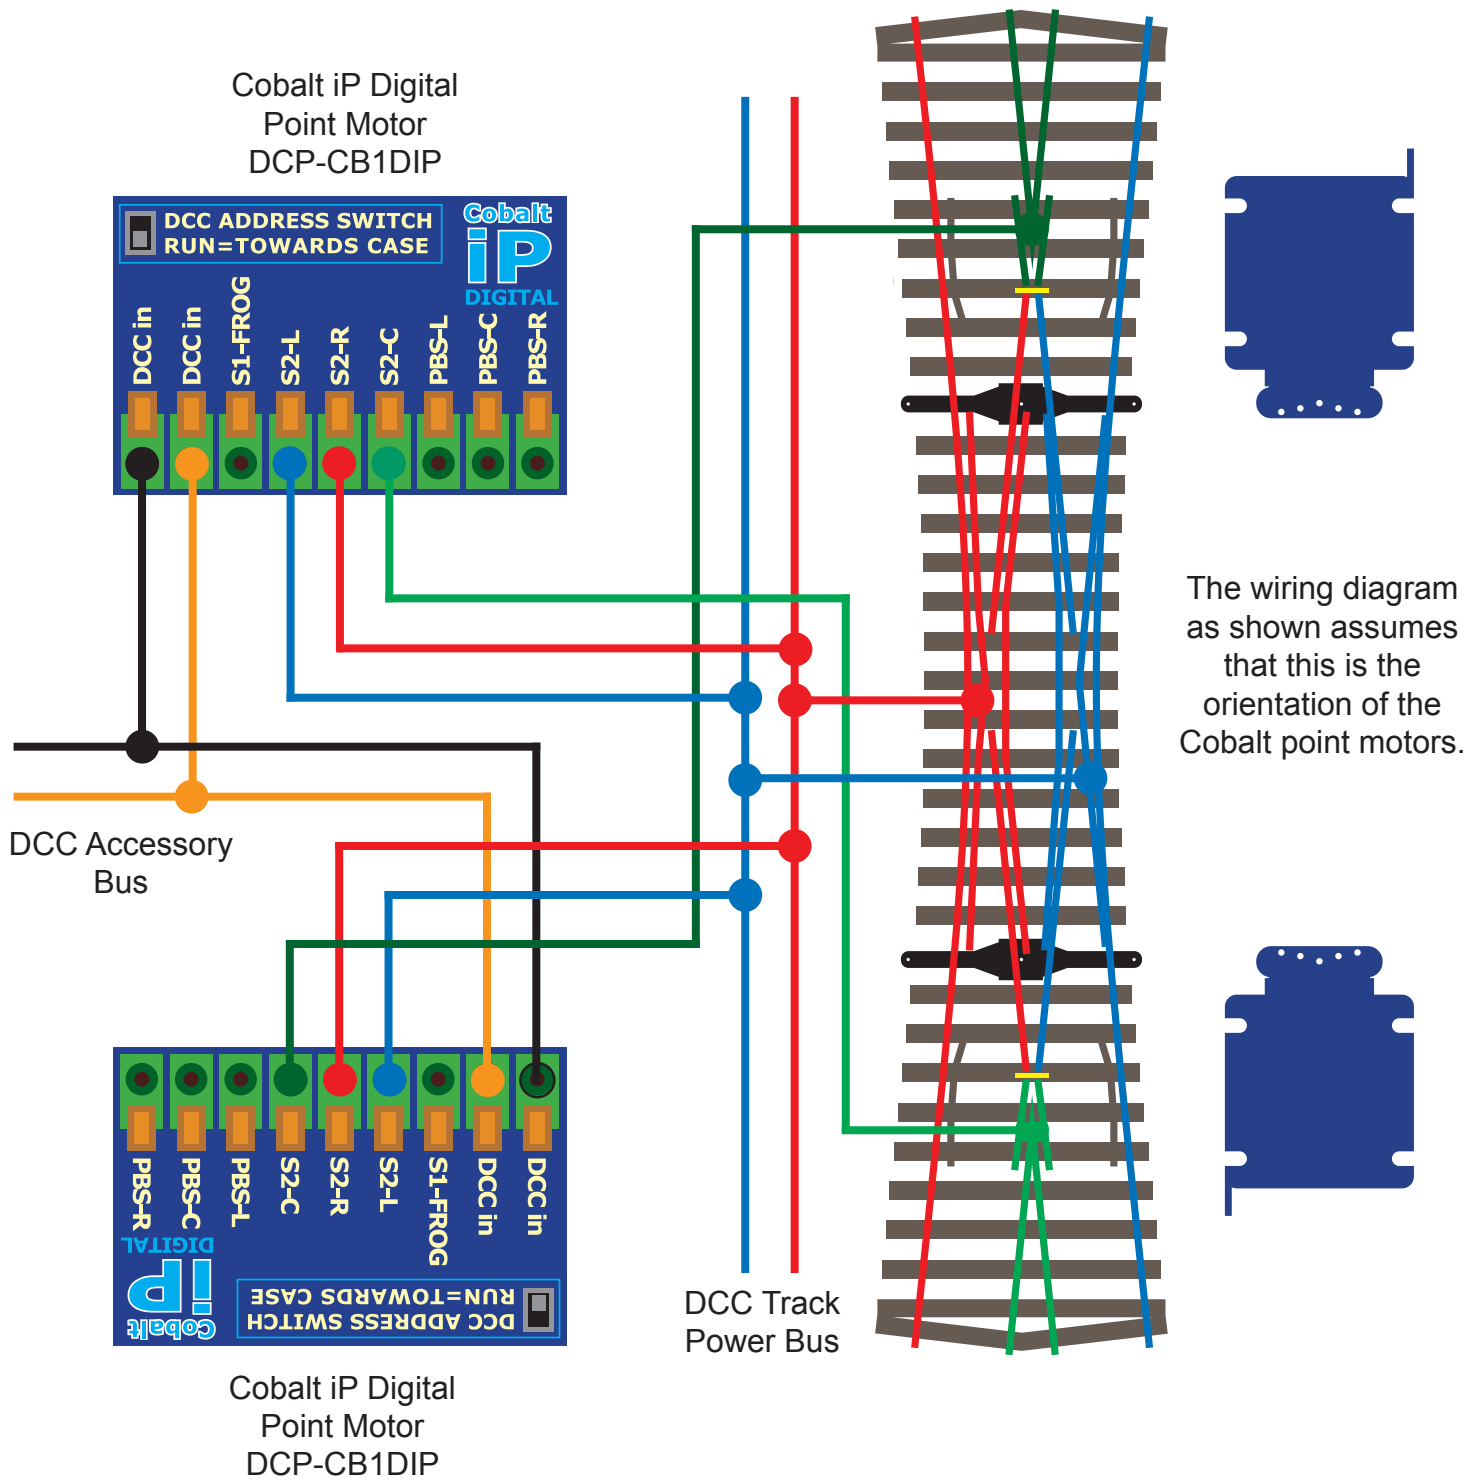 Cobalt iP Digital
Point Motor
DCP-CB1DIP
DCC ADDRESS SWITCH
RUN=TOWARDS CASE
Cobalt
iP
DIGITAL
DCC in
DCC in
S1-FROG
S2-L
S2-R
S2-C
PBS-L
PBS-C
PBS-R
The wiring diagram
as shown assumes
that this is the
orientation of the
Cobalt point motors.
DCC Accessory
Bus
PBS-R
PBS-C
PBS-L
S2-C
S2-R
S2-L
S1-FROG
DCC in
DCC in
DCC ADDRESS SWITCH
RUN=TOWARDS CASE
Cobalt
iP
DIGITAL
DCC Track
Power Bus
Cobalt iP Digital
Point Motor
DCP-CB1DIP